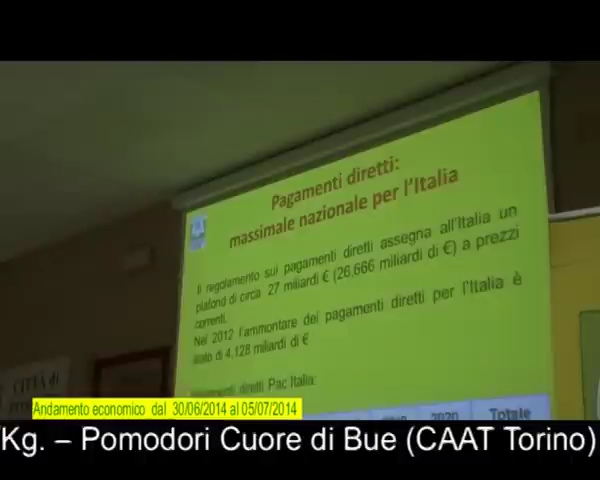 Pagamenti diretti:
massimale nazionale per l'Italia
Il regolamento sui pagamenti diretti assegna all'Italia un
plafond di circa 27 miliardi € (26,666 miliardi di €) a prezzi
correnti.
Nel 2012 l'ammontare dei pagamenti diretti per l'Italia è
stato di 4,128 miliardi di €
diretti Pac Italia:
2020 Totale
CITTÀ di
Andamento economico dal 30/06/2014 al 05/07/2014
/Kg. – Pomodori Cuore di Bue (CAAT Torino)